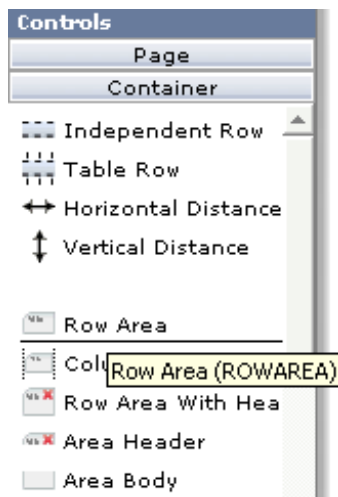 Controls
Page
Container
Independent Row
Table Row
Horizontal Distance
Vertical Distance
Row Area
Colu
Row Area (ROWAREA)
Row Area With Hea
Area Header
Area Body